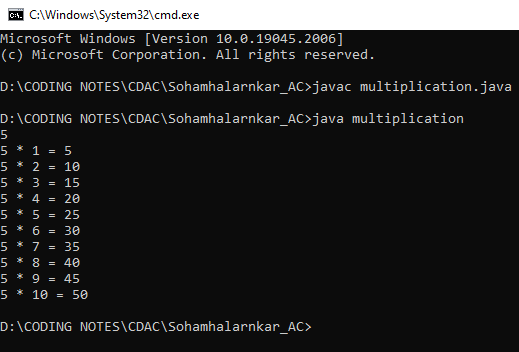 C:\Windows\System32\cmd.exe
Microsoft Windows [Version 10.0.19045.2006]
(c) Microsoft Corporation. All rights reserved.
D:\CODING NOTES\CDAC\Sohamhalarnkar_AC>javac multiplication.java
D:\CODING NOTES\CDAC\Sohamhalarnkar_AC>java multiplication
5
5 * 1 = 5
5 * 2 = 10
5 * 3 = 15
5 * 4 = 20
5 * 5 = 25
5 * 6 = 30
5 * 7 = 35
5 * 8 = 40
5 * 9 = 45
5 * 10 = 50
D:\CODING NOTES\CDAC\Sohamhalarnkar_AC>